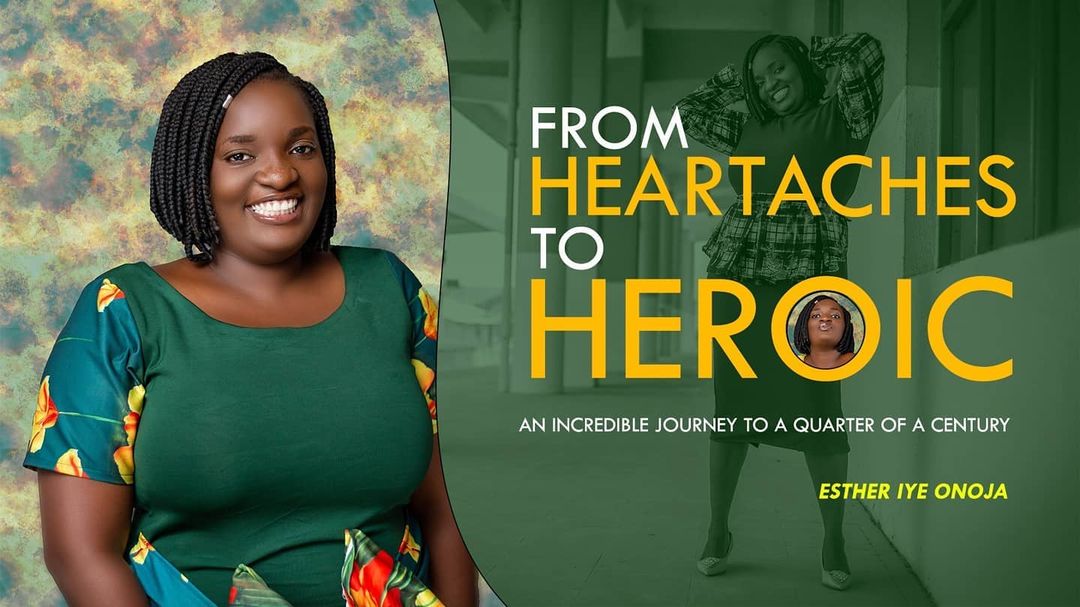 FROM
HEARTACHES
TO
HEROIC
AN INCREDIBLE JOURNEY TO A QUARTER OF A CENTURY
ESTHER IYE ONOJA